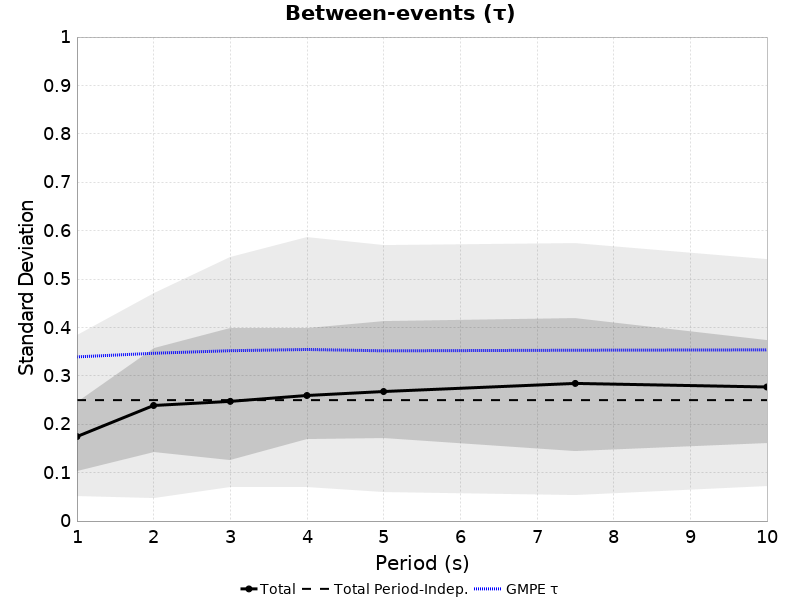 Between-events (τ)
Standard Deviation
1
0.9
0.8
0.7
0.6
0.5
0.4
0.3
0.2
0.1
0
1 2 3 4 5 6 7 8 9 10
Period (s)
Total Total Period-Indep. GMPE τ